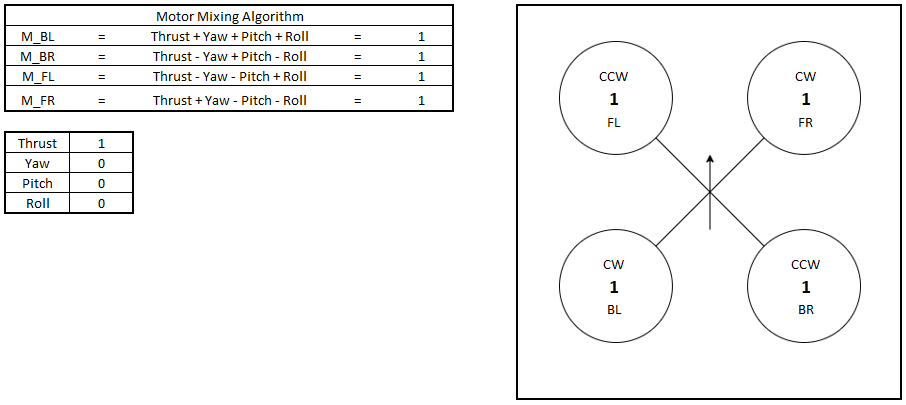 Motor Mixing Algorithm
M_BL = Thrust + Yaw + Pitch + Roll = 1
M_BR = Thrust - Yaw + Pitch - Roll = 1
M_FL = Thrust - Yaw - Pitch + Roll = 1
M_FR = Thrust + Yaw - Pitch - Roll = 1
Thrust 1
Yaw 0
Pitch 0
Roll 0
CCW CW
1 1
FL FR
CW CCW
1 1
BL BR